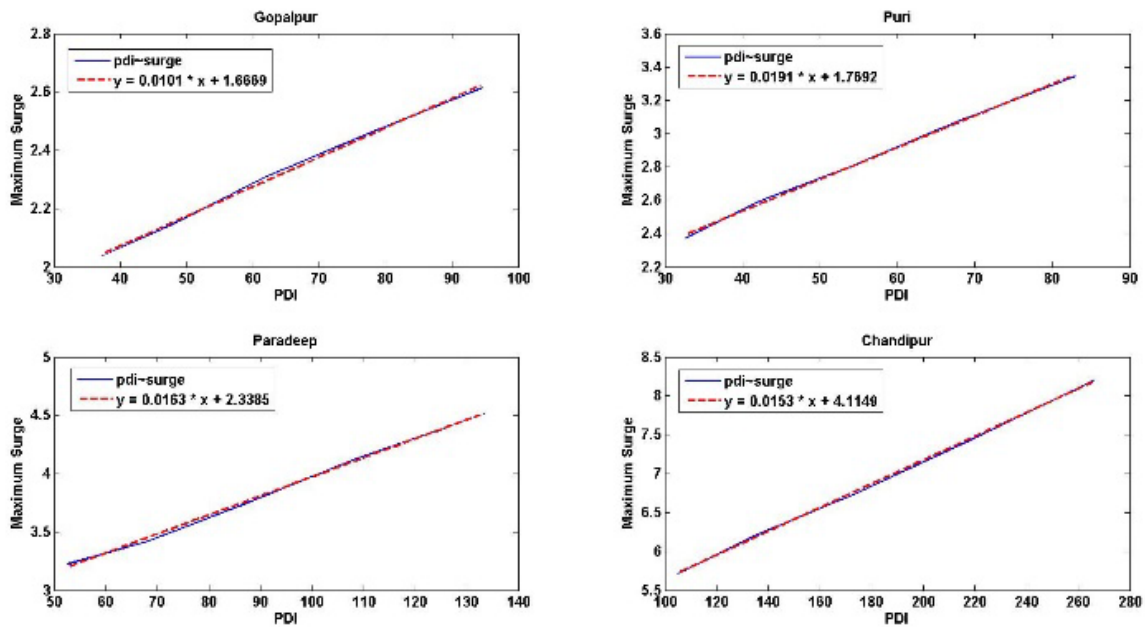 Gopalpur
2.8
2.6
2.4
2.2
2
Maximum Surge
pdi~surge
y = 0.0101 * x + 1.6669
30 40 50 60 70 80 90 100
PDI
Puri
3.6
3.4
3.2
3
2.8
2.6
2.4
2.2
Maximum Surge
pdi~surge
y = 0.0191 * x + 1.7692
30 40 50 60 70 80 90
PDI
Paradeep
5
4.5
4
3.5
3
Maximum Surge
pdi~surge
y = 0.0163 * x + 2.3385
50 60 70 80 90 100 110 120 130 140
PDI
Chandipur
8.5
8
7.5
7
6.5
6
5.5
Maximum Surge
pdi~surge
y = 0.0153 * x + 4.1149
100 120 140 160 180 200 220 240 260 280
PDI